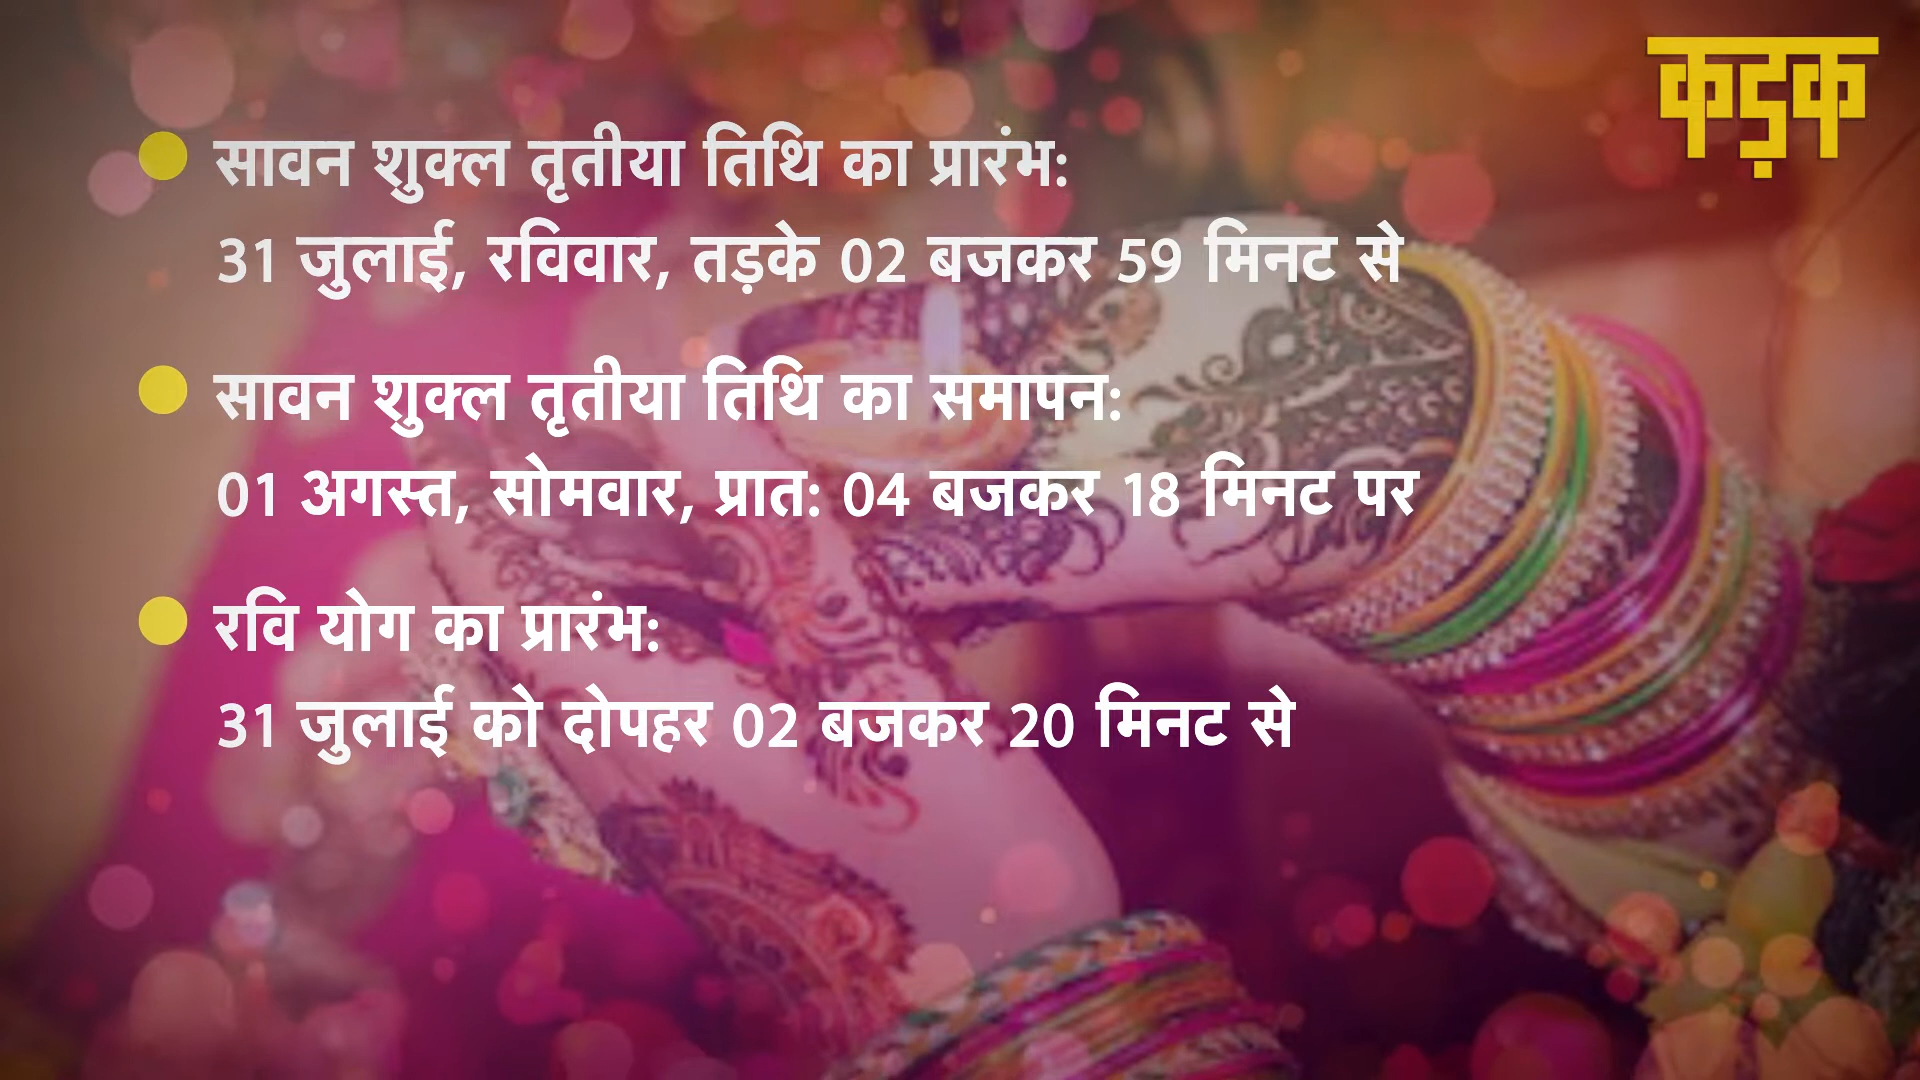 कड़क
सावन शुक्ल तृतीया तिथि का प्रारंभ:
31 जुलाई, रविवार, तड़के 02 बजकर 59 मिनट से
सावन शुक्ल तृतीया तिथि का समापन:
01 अगस्त, सोमवार, प्रात: 04 बजकर 18 मिनट पर
रवि योग का प्रारंभ:
31 जुलाई को दोपहर 02 बजकर 20 मिनट से